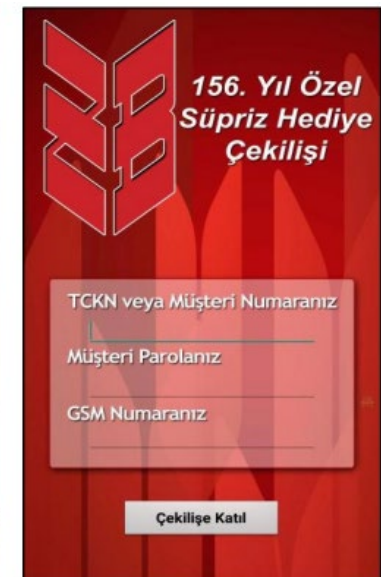 156. Yıl Özel
Süpriz Hediye
Çekilişi
TCKN veya Müşteri Numaranız
Müşteri Parolanız
GSM Numaranız
Çekilişe Katıl